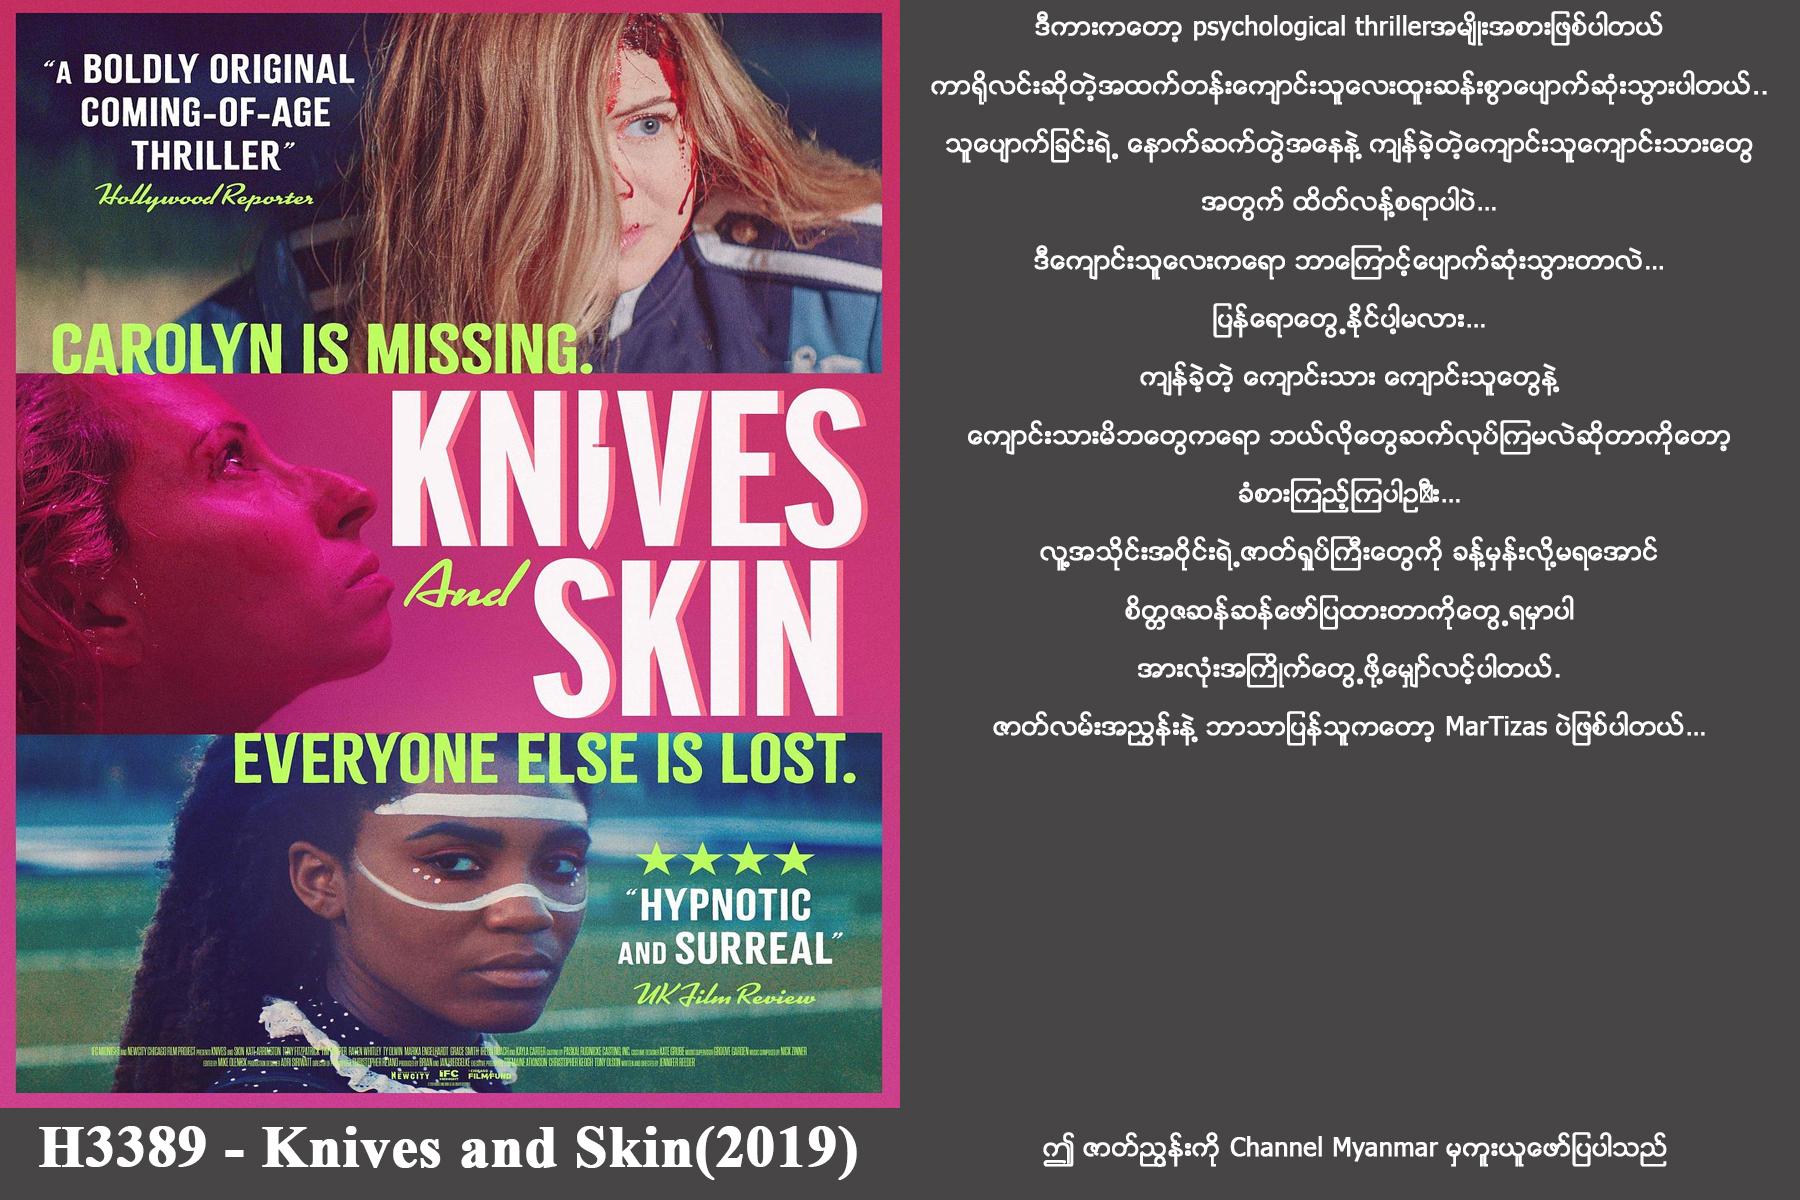 “A BOLDLY ORIGINAL
COMING-OF-AGE
THRILLER”
Hollywood Reporter
CAROLYN IS MISSING.
KNIVES
And SKIN
EVERYONE ELSE IS LOST.
★★★★
“HYPNOTIC
AND SURREAL”
UK Film Review
NEWCITY IFC FILM FUND
H3389 - Knives and Skin(2019)
ဒီကားကတော့ psychological thrillerအမျိုးအစားဖြစ်ပါတယ်
ကာရိုလင်းဆိုတဲ့အထက်တန်းကျောင်းသူလေးထူးဆန်းစွာပျောက်ဆုံးသွားပါတယ်..
သူပျောက်ခြင်းရဲ့ နောက်ဆက်တွဲအနေနဲ့ ကျန်ခဲ့တဲ့ကျောင်းသူကျောင်းသားတွေ
အတွက် ထိတ်လန့်စရာပါပဲ...
ဒီကျောင်းသူလေးကရော ဘာကြောင့်ပျောက်ဆုံးသွားတာလဲ...
ပြန်ရောတွေ့နိုင်ပါ့မလား...
ကျန်ခဲ့တဲ့ ကျောင်းသား ကျောင်းသူတွေနဲ့
ကျောင်းသားမိဘတွေကရော ဘယ်လိုတွေဆက်လုပ်ကြမလဲဆိုတာကိုတော့
ခံစားကြည့်ကြပါဦး...
လူ့အသိုင်းအဝိုင်းရဲ့ဇာတ်ရှုပ်ကြီးတွေကို ခန့်မှန်းလို့မရအောင်
စိတ္တဇဆန်ဆန်ဖော်ပြထားတာကိုတွေ့ရမှာပါ
အားလုံးအကြိုက်တွေ့ဖို့မျှော်လင့်ပါတယ်.
ဇာတ်လမ်းအညွှန်းနဲ့ ဘာသာပြန်သူကတော့ MarTizas ပဲဖြစ်ပါတယ်...
ဤ ဇာတ်ညွှန်းကို Channel Myanmar မှကူးယူဖော်ပြပါသည်